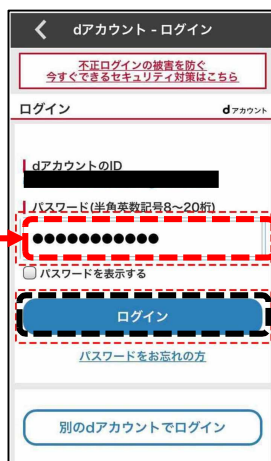 dアカウント - ログイン
不正ログインの被害を防ぐ
今すぐできるセキュリティ対策はこちら
ログイン
dアカウント
dアカウントのID
パスワード(半角英数記号8～20桁)
●●●●●●●●●●●
パスワードを表示する
ログイン
パスワードをお忘れの方
別のdアカウントでログイン